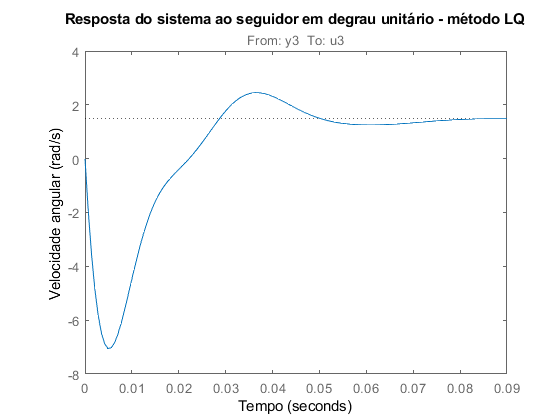 Resposta do sistema ao seguidor em degrau unitário - método LQ
From: y3 To: u3
4
2
0
-2
-4
-6
-8
Velocidade angular (rad/s)
0 0.01 0.02 0.03 0.04 0.05 0.06 0.07 0.08 0.09
Tempo (seconds)